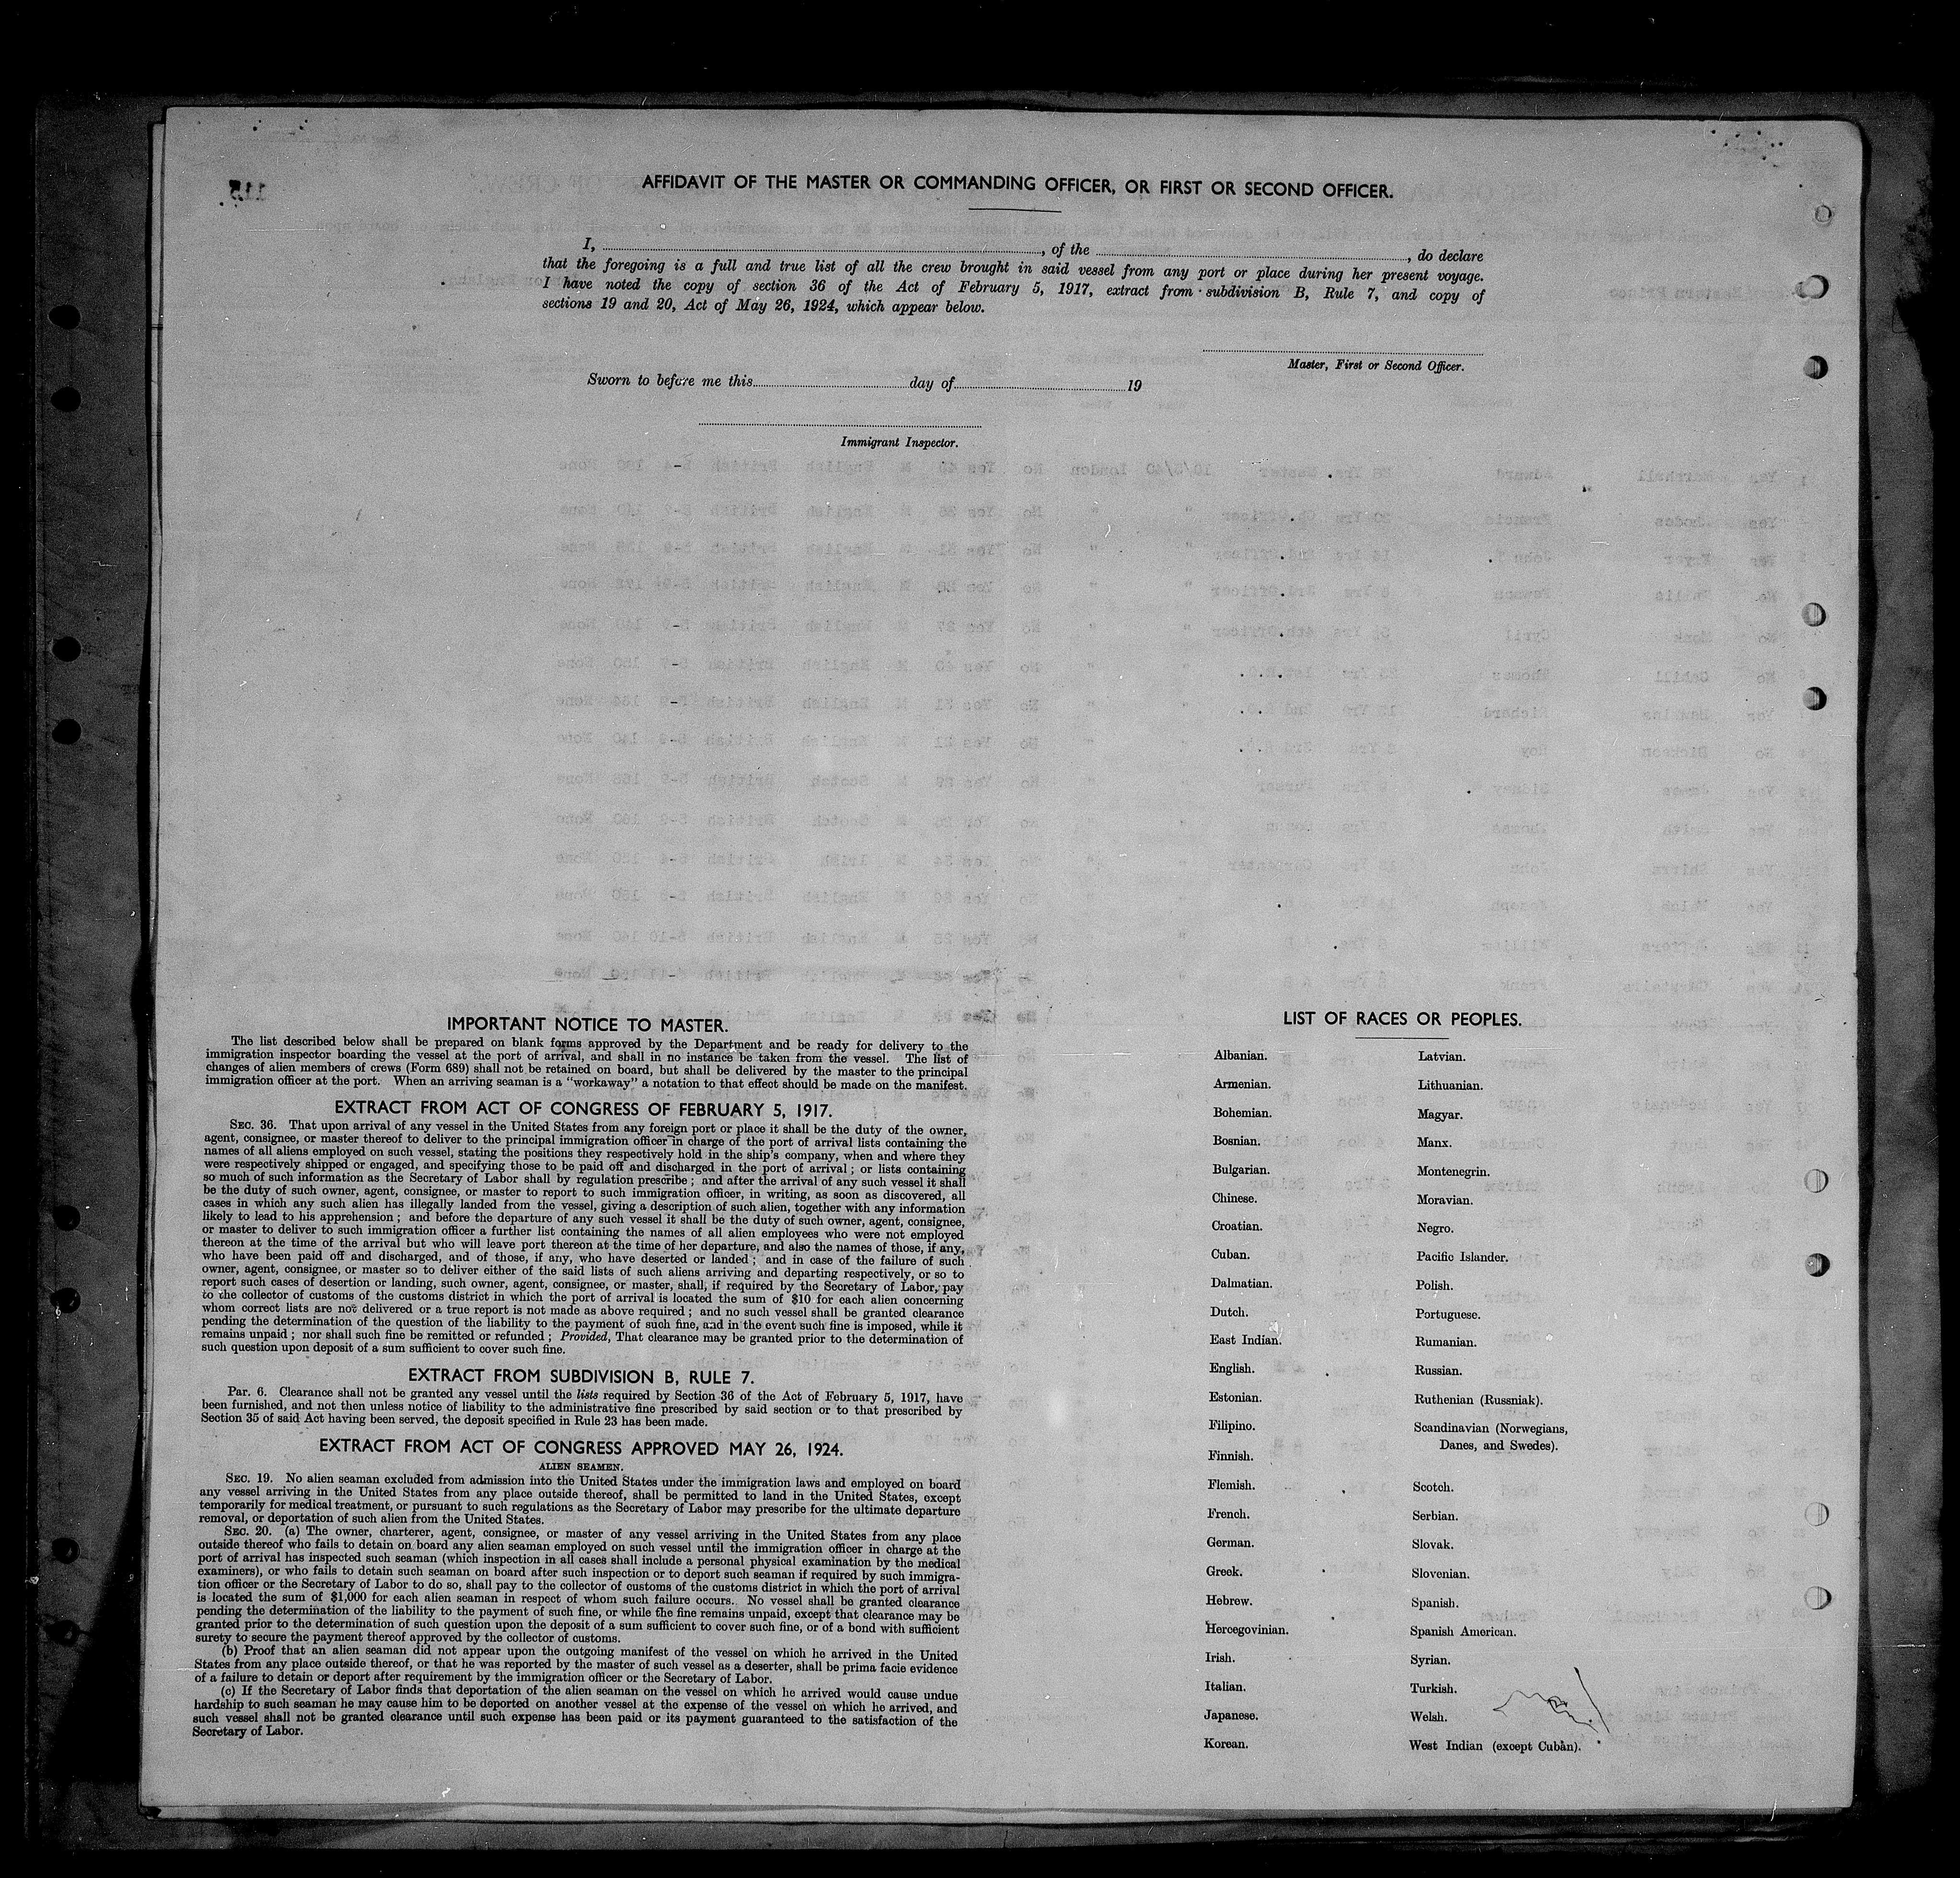 AFFIDAVIT OF THE MASTER OR COMMANDING OFFICER, OR FIRST OR SECOND OFFICER.
I, , of the , do declare
that the foregoing is a full and true list of all the crew brought in said vessel from any port or place during her present voyage.
I have noted the copy of section 36 of the Act of February 5, 1917, extract from subdivision B, Rule 7, and copy of
sections 19 and 20, Act of May 26, 1924, which appear below.
Master, First or Second Officer.
Sworn to before me this day of 19
Immigrant Inspector.
IMPORTANT NOTICE TO MASTER.
The list described below shall be prepared on blank forms approved by the Department and be ready for delivery to the
immigration inspector boarding the vessel at the port of arrival, and shall in no instance be taken from the vessel. The list of
changes of alien members of crews (Form 689) shall not be retained on board, but shall be delivered by the master to the principal
immigration officer at the port. When an arriving seaman is a "workaway" a notation to that effect should be made on the manifest.
EXTRACT FROM ACT OF CONGRESS OF FEBRUARY 5, 1917.
SEC. 36. That upon arrival of any vessel in the United States from any foreign port or place it shall be the duty of the owner,
agent, consignee, or master thereof to deliver to the principal immigration officer in charge of the port of arrival lists containing the
names of all aliens employed on such vessel, stating the positions they respectively hold in the ship's company, when and where they
were respectively shipped or engaged, and specifying those to be paid off and discharged in the port of arrival; or lists containing
so much of such information as the Secretary of Labor shall by regulation prescribe; and after the arrival of any such vessel it shall
be the duty of such owner, agent, consignee, or master to report to such immigration officer, in writing, as soon as discovered, all
cases in which any such alien has illegally landed from the vessel, giving a description of such alien, together with any information
likely to lead to his apprehension; and before the departure of any such vessel it shall be the duty of such owner, agent, consignee,
or master to deliver to such immigration officer a further list containing the names of all alien employees who were not employed
thereon at the time of the arrival but who will leave port thereon at the time of her departure, and also the names of those, if any,
who have been paid off and discharged, and of those, if any, who have deserted or landed; and in case of the failure of such
owner, agent, consignee, or master so to deliver either of the said lists of such aliens arriving and departing respectively, or so to
report such cases of desertion or landing, such owner, agent, consignee, or master, shall, if required by the Secretary of Labor, pay
to the collector of customs of the customs district in which the port of arrival is located the sum of $10 for each alien concerning
whom correct lists are not delivered or a true report is not made as above required; and no such vessel shall be granted clearance
pending the determination of the question of the liability to the payment of such fine, and in the event such fine is imposed, while it
remains unpaid; nor shall such fine be remitted or refunded; Provided, That clearance may be granted prior to the determination of
such question upon deposit of a sum sufficient to cover such fine.
EXTRACT FROM SUBDIVISION B, RULE 7.
Par. 6. Clearance shall not be granted any vessel until the lists required by Section 36 of the Act of February 5, 1917, have
been furnished, and not then unless notice of liability to the administrative fine prescribed by said section or to that prescribed by
Section 35 of said Act having been served, the deposit specified in Rule 23 has been made.
EXTRACT FROM ACT OF CONGRESS APPROVED MAY 26, 1924.
ALIEN SEAMEN.
SEC. 19. No alien seaman excluded from admission into the United States under the immigration laws and employed on board
any vessel arriving in the United States from any place outside thereof, shall be permitted to land in the United States, except
temporarily for medical treatment, or pursuant to such regulations as the Secretary of Labor may prescribe for the ultimate departure
removal, or deportation of such alien from the United States.
SEC. 20. (a) The owner, charterer, agent, consignee, or master of any vessel arriving in the United States from any place
outside thereof who fails to detain on board any alien seaman employed on such vessel until the immigration officer in charge at the
port of arrival has inspected such seaman (which inspection in all cases shall include a personal physical examination by the medical
examiners), or who fails to detain such seaman on board after such inspection or to deport such seaman if required by such immigra-
tion officer or the Secretary of Labor to do so, shall pay to the collector of customs of the customs district in which the port of arrival
is located the sum of $1,000 for each alien seaman in respect of whom such failure occurs. No vessel shall be granted clearance
pending the determination of the liability to the payment of such fine, or while the fine remains unpaid, except that clearance may be
granted prior to the determination of such question upon the deposit of a sum sufficient to cover such fine, or of a bond with sufficient
surety to secure the payment thereof approved by the collector of customs.
(b) Proof that an alien seaman did not appear upon the outgoing manifest of the vessel on which he arrived in the United
States from any place outside thereof, or that he was reported by the master of such vessel as a deserter, shall be prima facie evidence
of a failure to detain or deport after requirement by the immigration officer or the Secretary of Labor.
(c) If the Secretary of Labor finds that deportation of the alien seaman on the vessel on which he arrived would cause undue
hardship to such seaman he may cause him to be deported on another vessel at the expense of the vessel on which he arrived, and
such vessel shall not be granted clearance until such expense has been paid or its payment guaranteed to the satisfaction of the
Secretary of Labor.
LIST OF RACES OR PEOPLES.
Albanian.
Armenian.
Bohemian.
Bosnian.
Bulgarian.
Chinese.
Croatian.
Cuban.
Dalmatian.
Dutch.
East Indian.
English.
Estonian.
Filipino.
Finnish.
Flemish.
French.
German.
Greek.
Hebrew.
Hercegovinian.
Irish.
Italian.
Japanese.
Korean.
Latvian.
Lithuanian.
Magyar.
Manx.
Montenegrin.
Moravian.
Negro.
Pacific Islander.
Polish.
Portuguese.
Rumanian.
Russian.
Ruthenian (Russniak).
Scandinavian (Norwegians,
Danes, and Swedes).
Scotch.
Serbian.
Slovak.
Slovenian.
Spanish.
Spanish American.
Syrian.
Turkish.
Welsh.
West Indian (except Cuban).